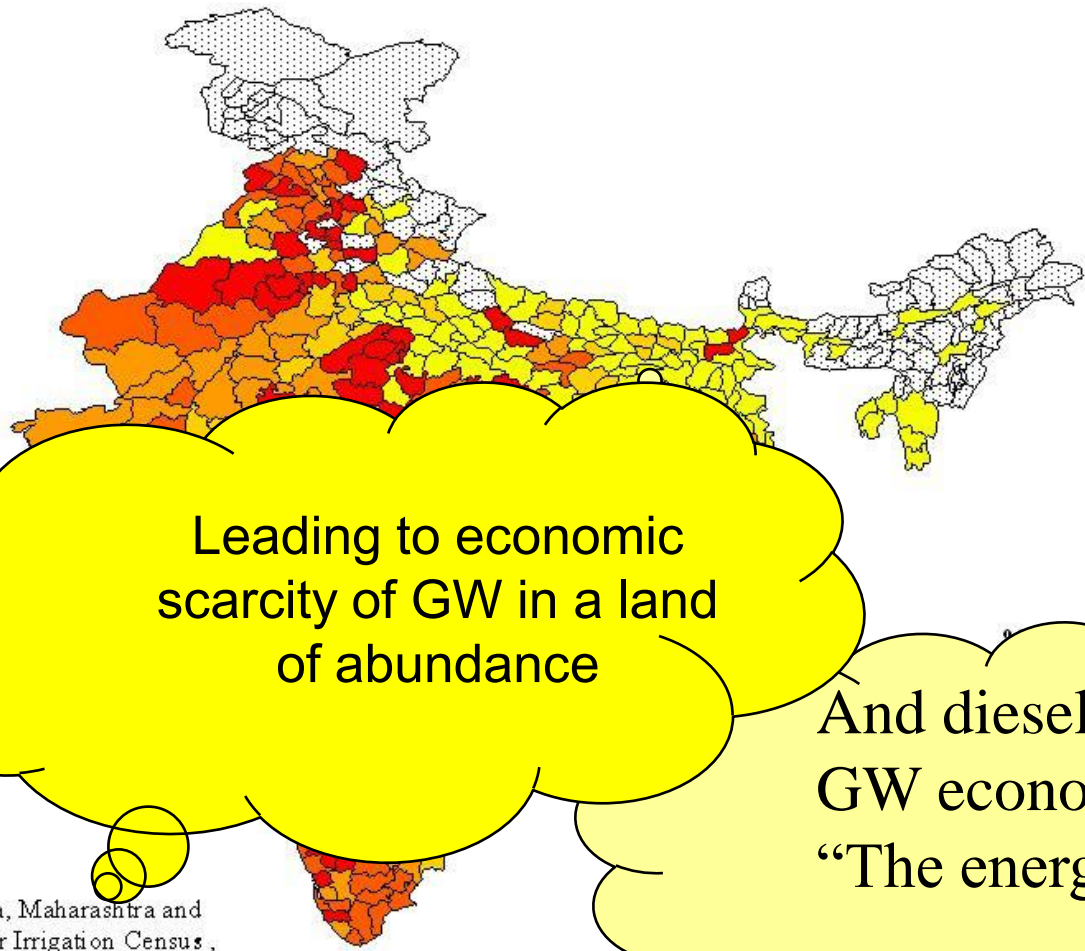 Leading to economic
scarcity of GW in a land
of abundance
And diesel
GW econo
“The energ
, Maharashtra and
r Irrigation Census ,